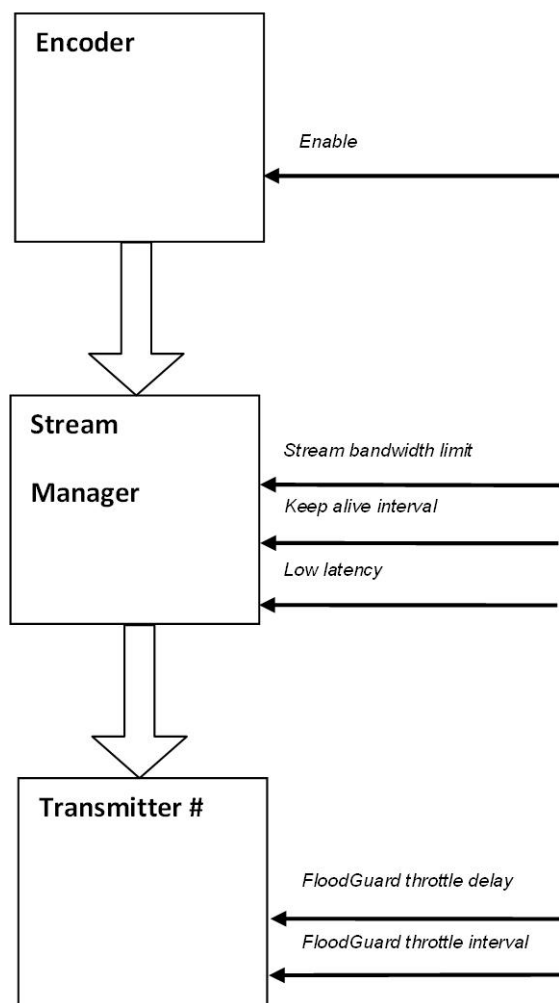 Encoder
Enable
Stream
Manager
Stream bandwidth limit
Keep alive interval
Low latency
Transmitter #
FloodGuard throttle delay
FloodGuard throttle interval